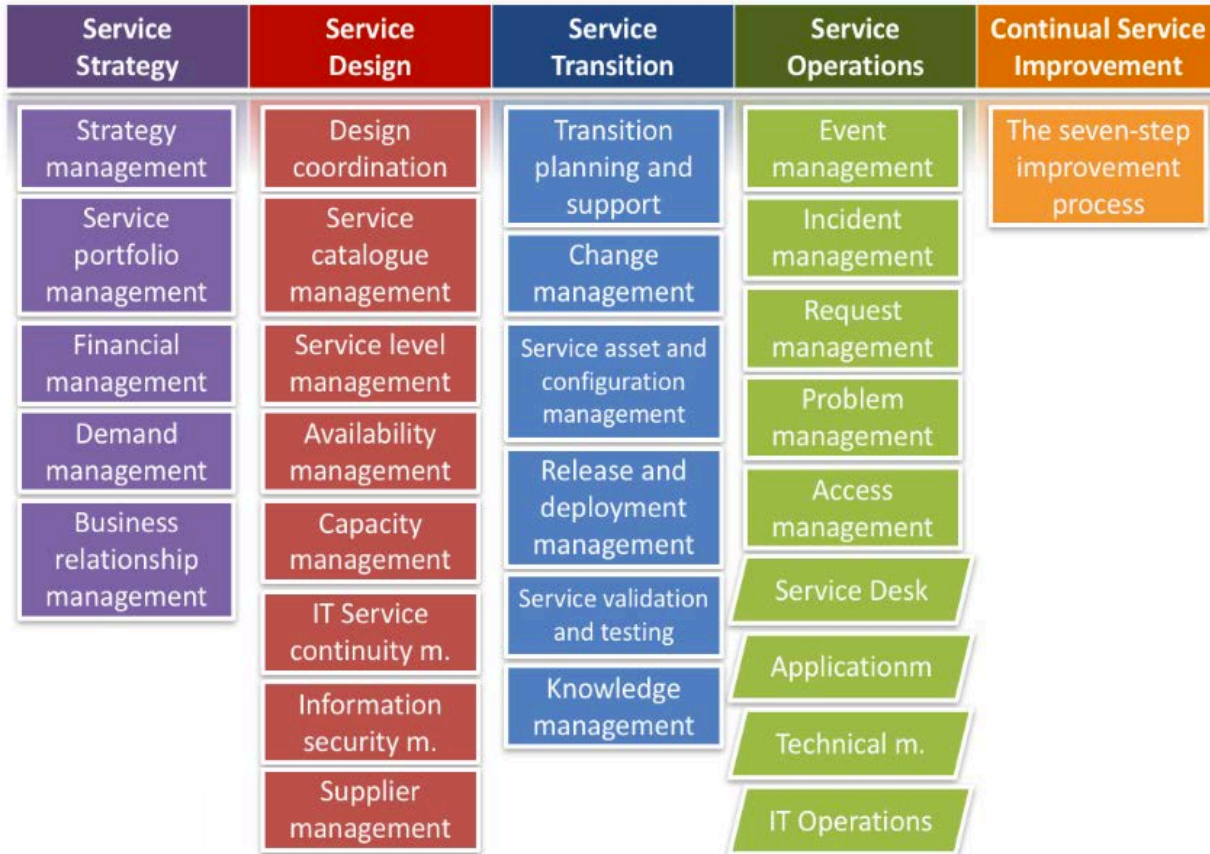 Service
Strategy
Strategy
management
Service
portfolio
management
Financial
management
Demand
management
Business
relationship
management
Service
Design
Design
coordination
Service
catalogue
management
Service level
management
Availability
management
Capacity
management
IT Service
continuity m.
Information
security m.
Supplier
management
Service
Transition
Transition
planning and
support
Change
management
Service asset and
configuration
management
Release and
deployment
management
Service validation
and testing
Knowledge
management
Service
Operations
Event
management
Incident
management
Request
management
Problem
management
Access
management
Service Desk
Applicationm
Technical m.
IT Operations
Continual Service
Improvement
The seven-step
improvement
process